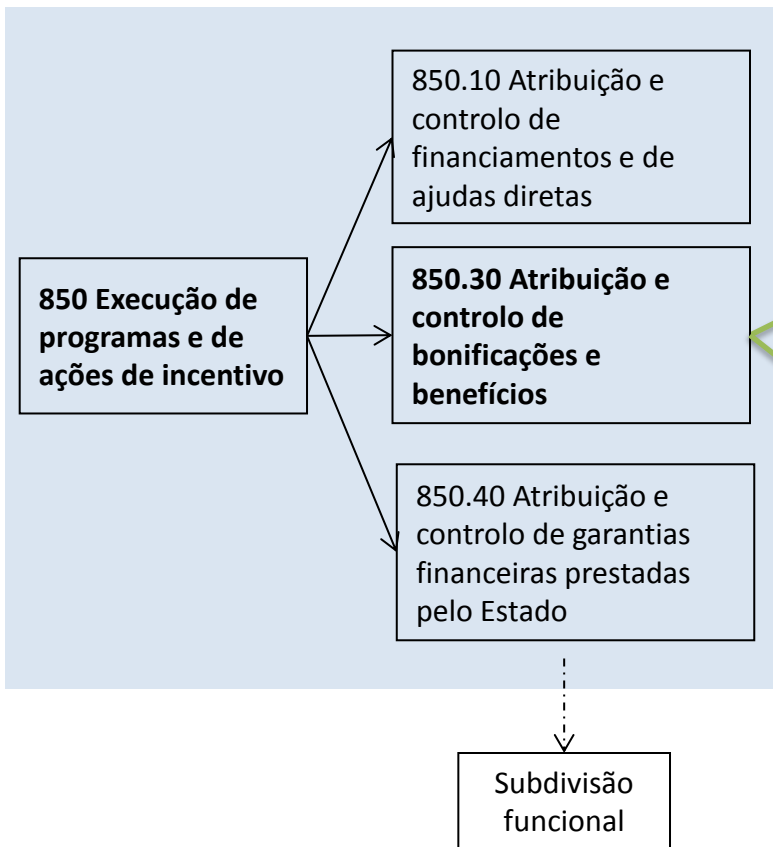 850.10 Atribuição e
controlo de
financiamentos e de
ajudas diretas
850 Execução de
programas e de
ações de incentivo
850.30 Atribuição e
controlo de
bonificações e
benefícios
850.40 Atribuição e
controlo de garantias
financeiras prestadas
pelo Estado
Subdivisão
funcional